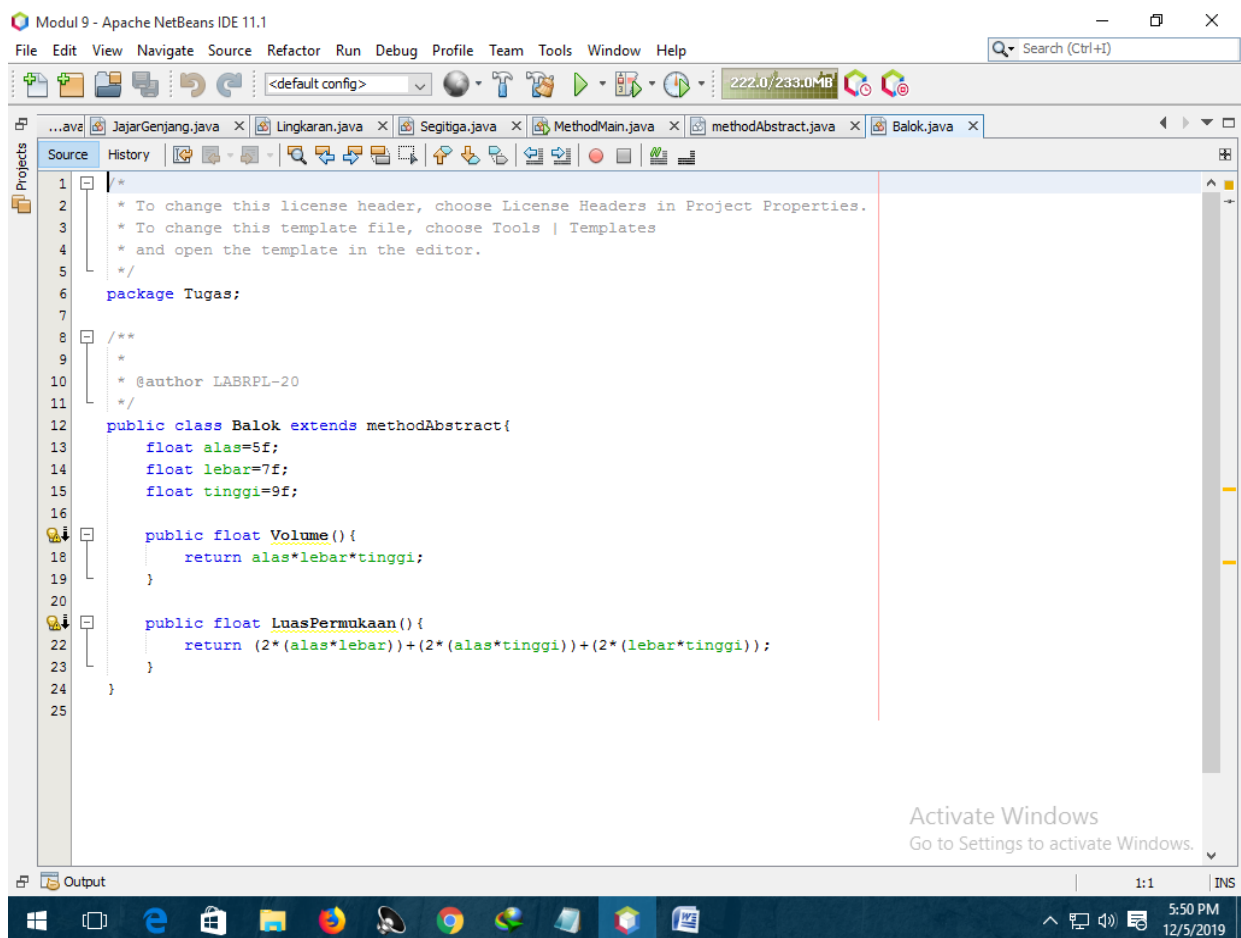 Modul 9 - Apache NetBeans IDE 11.1
File Edit View Navigate Source Refactor Run Debug Profile Team Tools Window Help
Search (Ctrl+I)
<default config>
222.0/233.0MB
...ava JajarGenjang.java Lingkaran.java Segitiga.java MethodMain.java methodAbstract.java Balok.java
Projects
Source History
1 /*
2 * To change this license header, choose License Headers in Project Properties.
3 * To change this template file, choose Tools | Templates
4 * and open the template in the editor.
5 */
6 package Tugas;
7
8 /**
9 *
10 * @author LABRPL-20
11 */
12 public class Balok extends methodAbstract{
13 float alas=5f;
14 float lebar=7f;
15 float tinggi=9f;
16
public float Volume(){
18 return alas*lebar*tinggi;
19 }
20
public float LuasPermukaan(){
22 return (2*(alas*lebar))+(2*(alas*tinggi))+(2*(lebar*tinggi));
23 }
24 }
25
Activate Windows
Go to Settings to activate Windows.
Output
1:1 INS
5:50 PM
12/5/2019